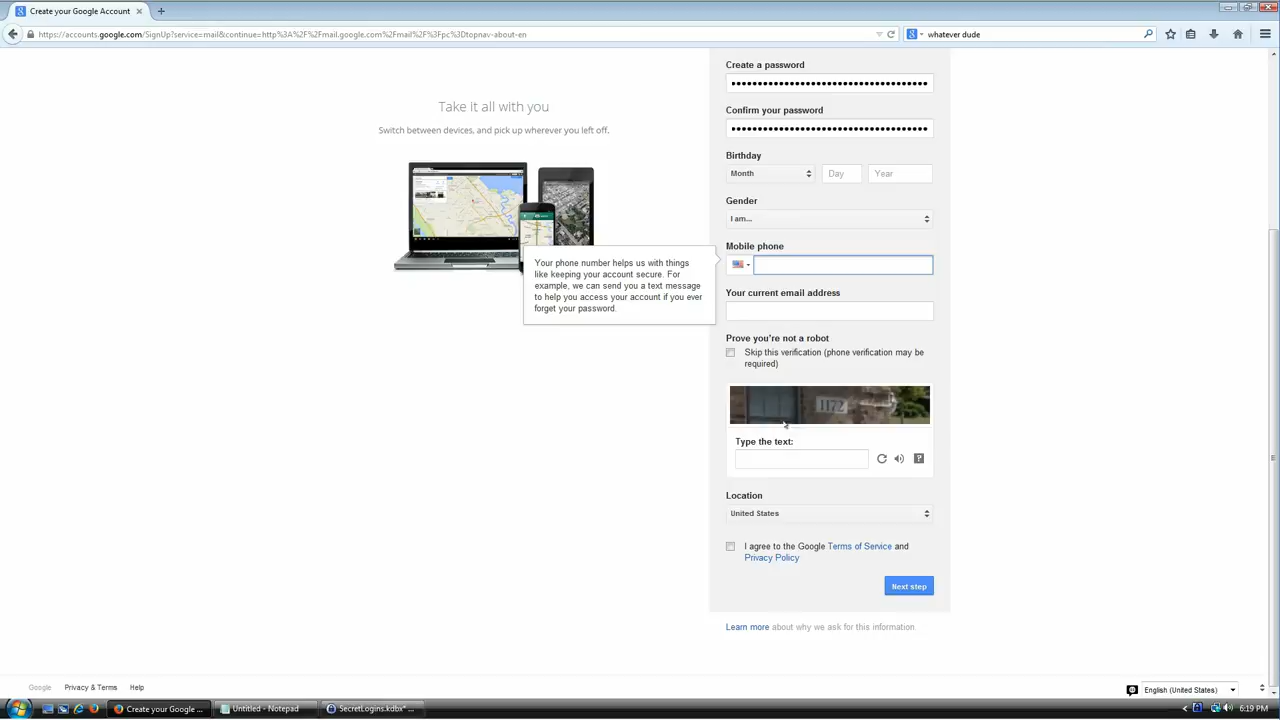 Create your Google Account
https://accounts.google.com/SignUp?service=mail&continue=http%3A%2F%2Fmail.google.com%2Fmail%2F%3Fpc%3Dtopnav-about-en
whatever dude
Take it all with you
Switch between devices, and pick up wherever you left off.
Create a password
Confirm your password
Birthday
Month Day Year
Gender
I am...
Mobile phone
Your phone number helps us with things
like keeping your account secure. For
example, we can send you a text message
to help you access your account if you ever
forget your password.
Your current email address
Prove you're not a robot
Skip this verification (phone verification may be
required)
1172
Type the text:
Location
United States
I agree to the Google Terms of Service and
Privacy Policy
Next step
Learn more about why we ask for this information
Google Privacy & Terms Help
English (United States)
Create your Google ... Untitled - Notepad SecretLogins.kdbx* ... 6:19 PM